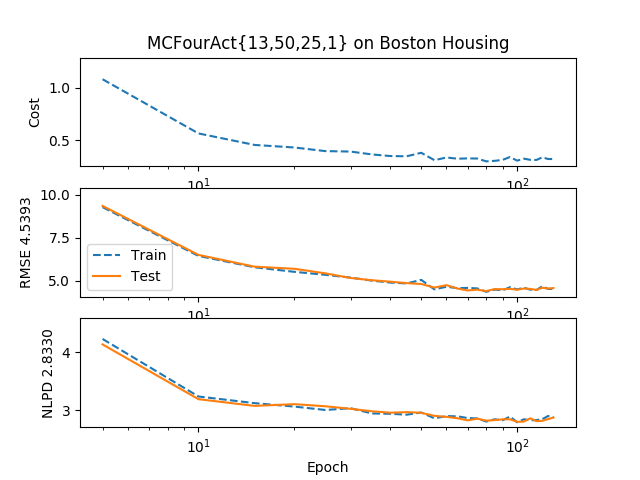 MCFourAct{13,50,25,1} on Boston Housing
Cost
1.0
0.5
10^1
10^2
RMSE 4.5393
10.0
7.5
5.0
Train
Test
10^1
10^2
NLPD 2.8330
4
3
10^1
10^2
Epoch